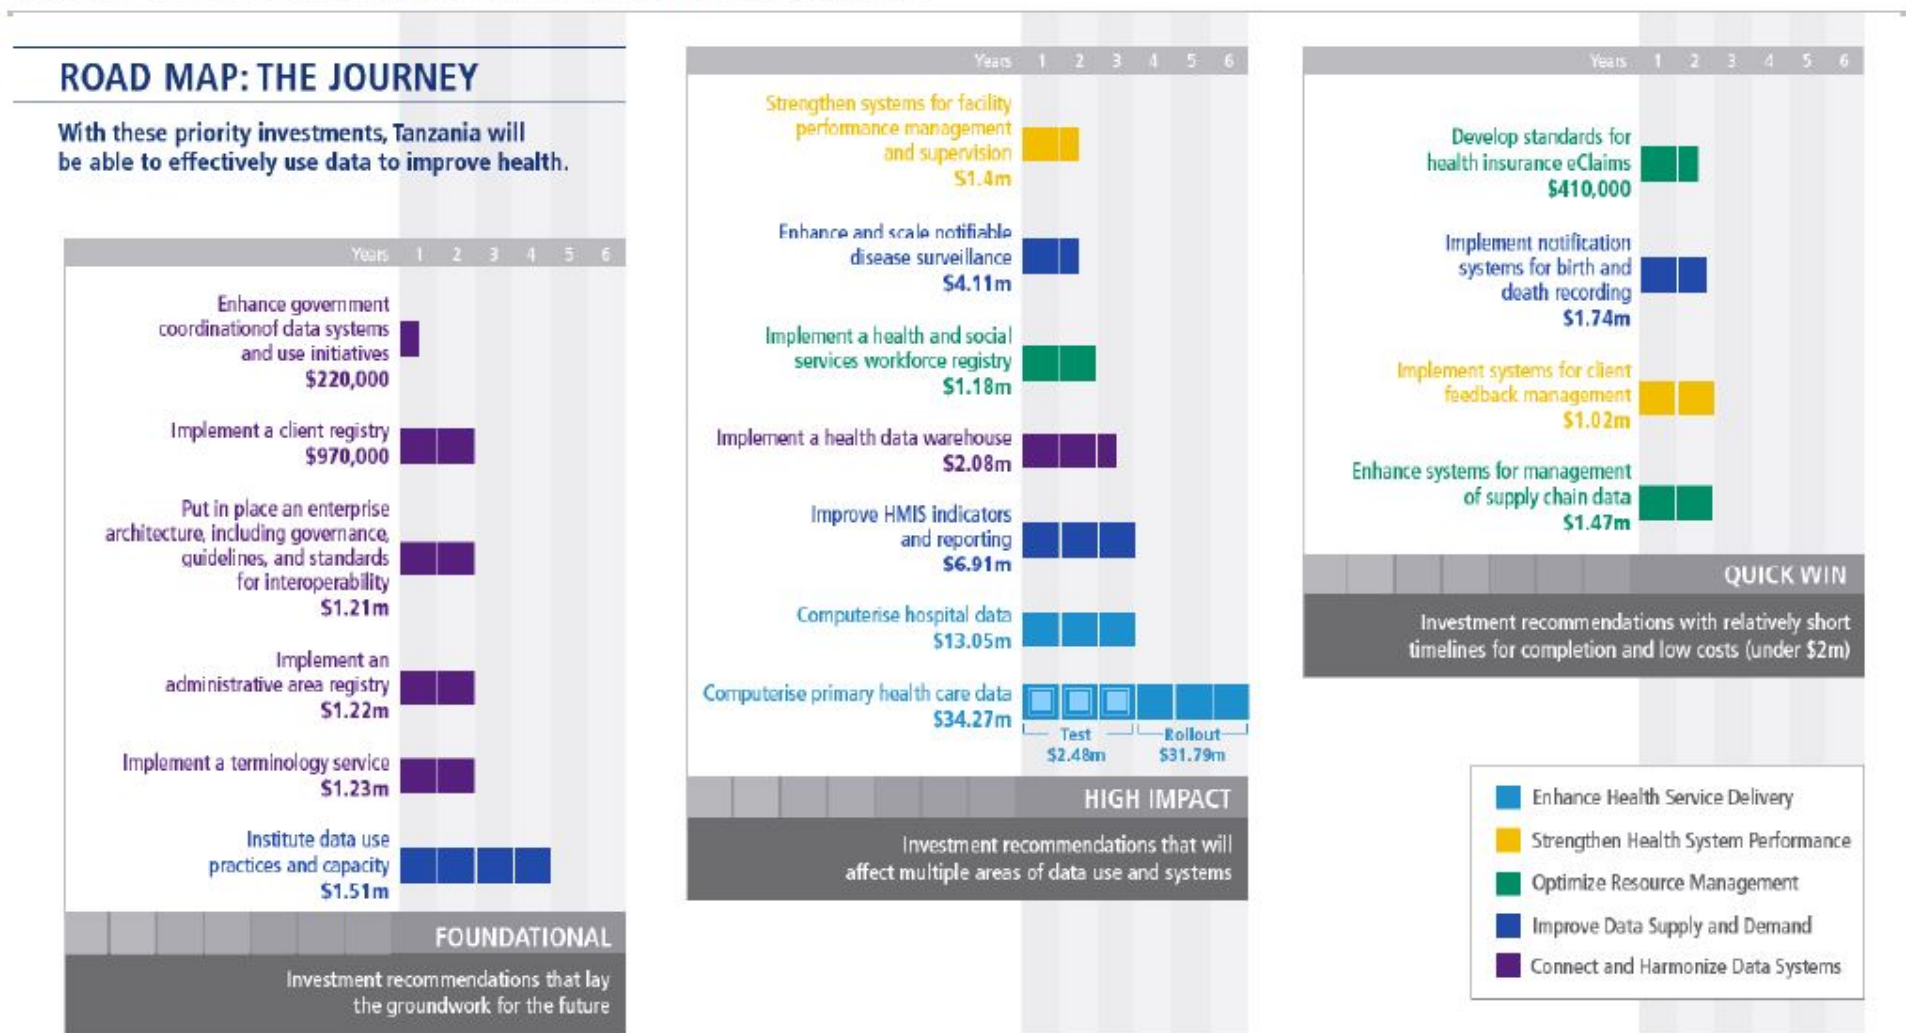 ROAD MAP: THE JOURNEY
With these priority investments, Tanzania will
be able to effectively use data to improve health.
Years 1 2 3 4 5 6
Enhance government
coordinationof data systems
and use initiatives
$220,000
Implement a client registry
$970,000
Put in place an enterprise
architecture, including governance,
guidelines, and standards
for interoperability
$1.21m
Implement an
administrative area registry
$1.22m
Implement a terminology service
$1.23m
Institute data use
practices and capacity
$1.51m
FOUNDATIONAL
Investment recommendations that lay
the groundwork for the future
Years 1 2 3 4 5 6
Strengthen systems for facility
performance management
and supervision
$1.4m
Enhance and scale notifiable
disease surveillance
$4.11m
Implement a health and social
services workforce registry
$1.18m
Implement a health data warehouse
$2.08m
Improve HMIS indicators
and reporting
$6.91m
Computerise hospital data
$13.05m
Computerise primary health care data
$34.27m
Test Rollout
$2.48m $31.79m
HIGH IMPACT
Investment recommendations that will
affect multiple areas of data use and systems
Years 1 2 3 4 5 6
Develop standards for
health insurance eClaims
$410,000
Implement notification
systems for birth and
death recording
$1.74m
Implement systems for client
feedback management
$1.02m
Enhance systems for management
of supply chain data
$1.47m
QUICK WIN
Investment recommendations with relatively short
timelines for completion and low costs (under $2m)
Enhance Health Service Delivery
Strengthen Health System Performance
Optimize Resource Management
Improve Data Supply and Demand
Connect and Harmonize Data Systems